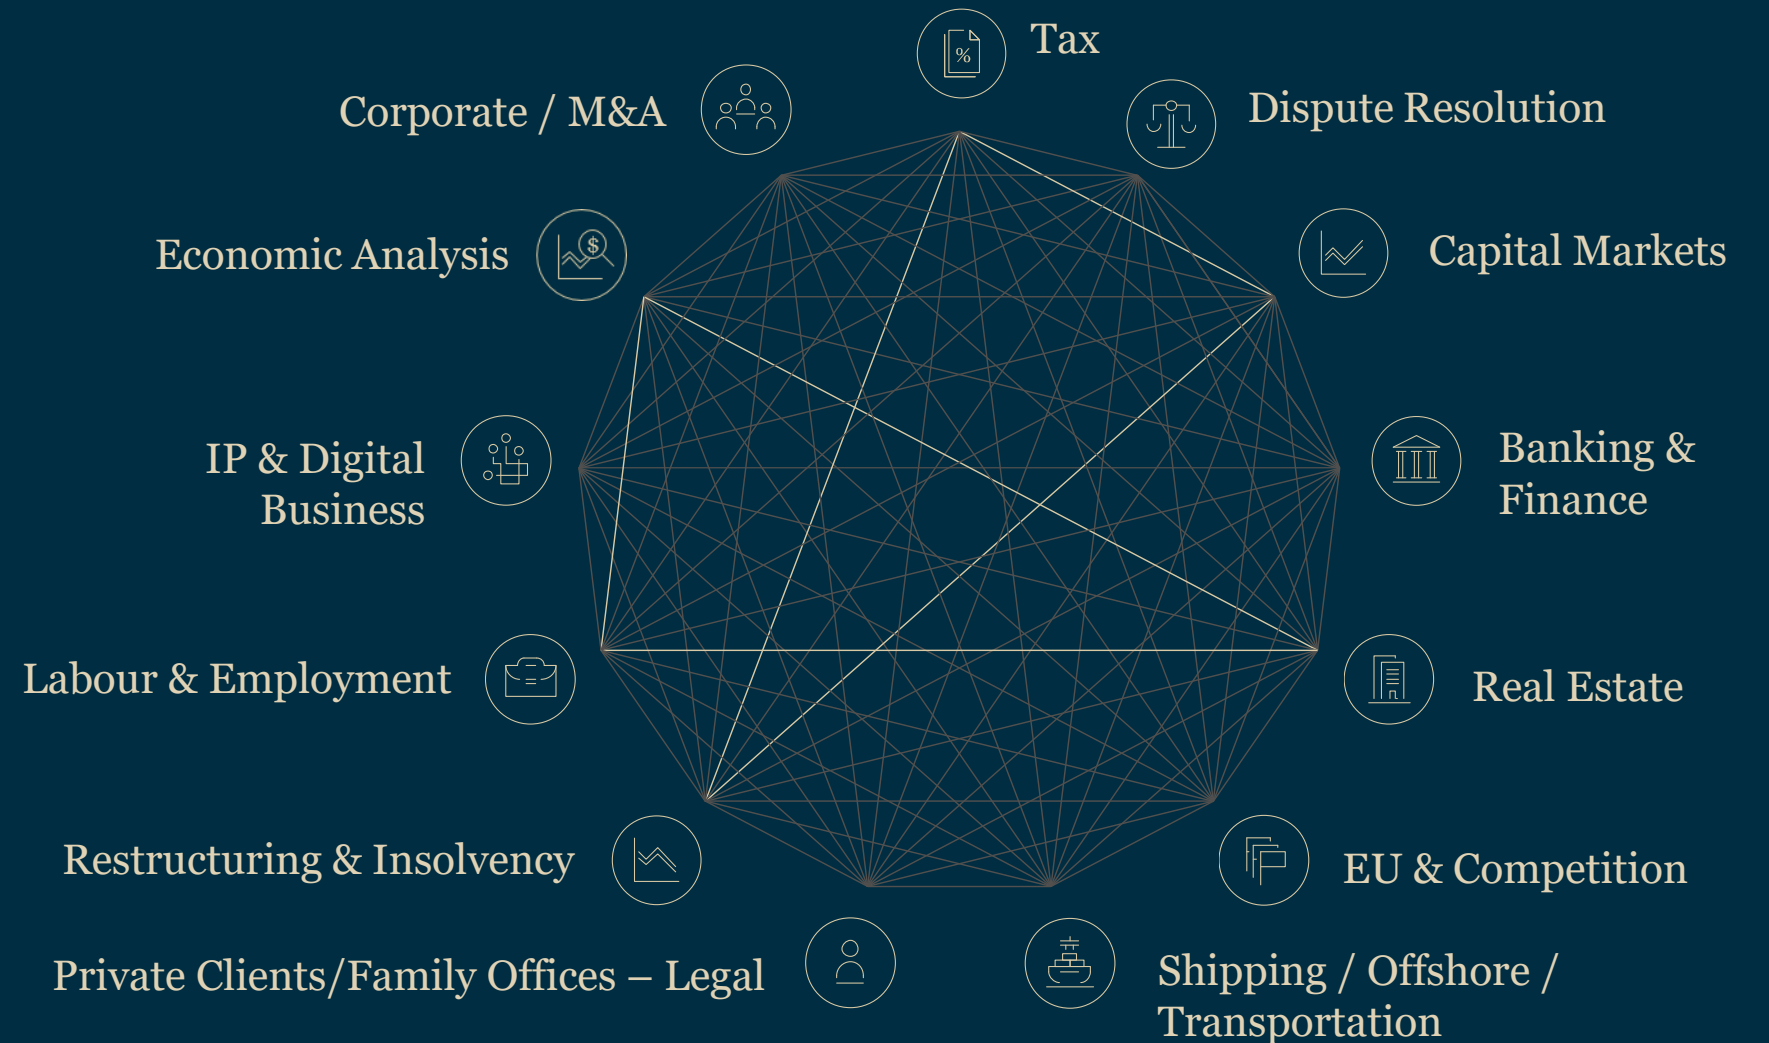 Tax
Corporate / M&A
Dispute Resolution
Economic Analysis
Capital Markets
IP & Digital
Business
Banking &
Finance
Labour & Employment
Real Estate
Restructuring & Insolvency
EU & Competition
Private Clients/Family Offices – Legal
Shipping / Offshore /
Transportation
%
$